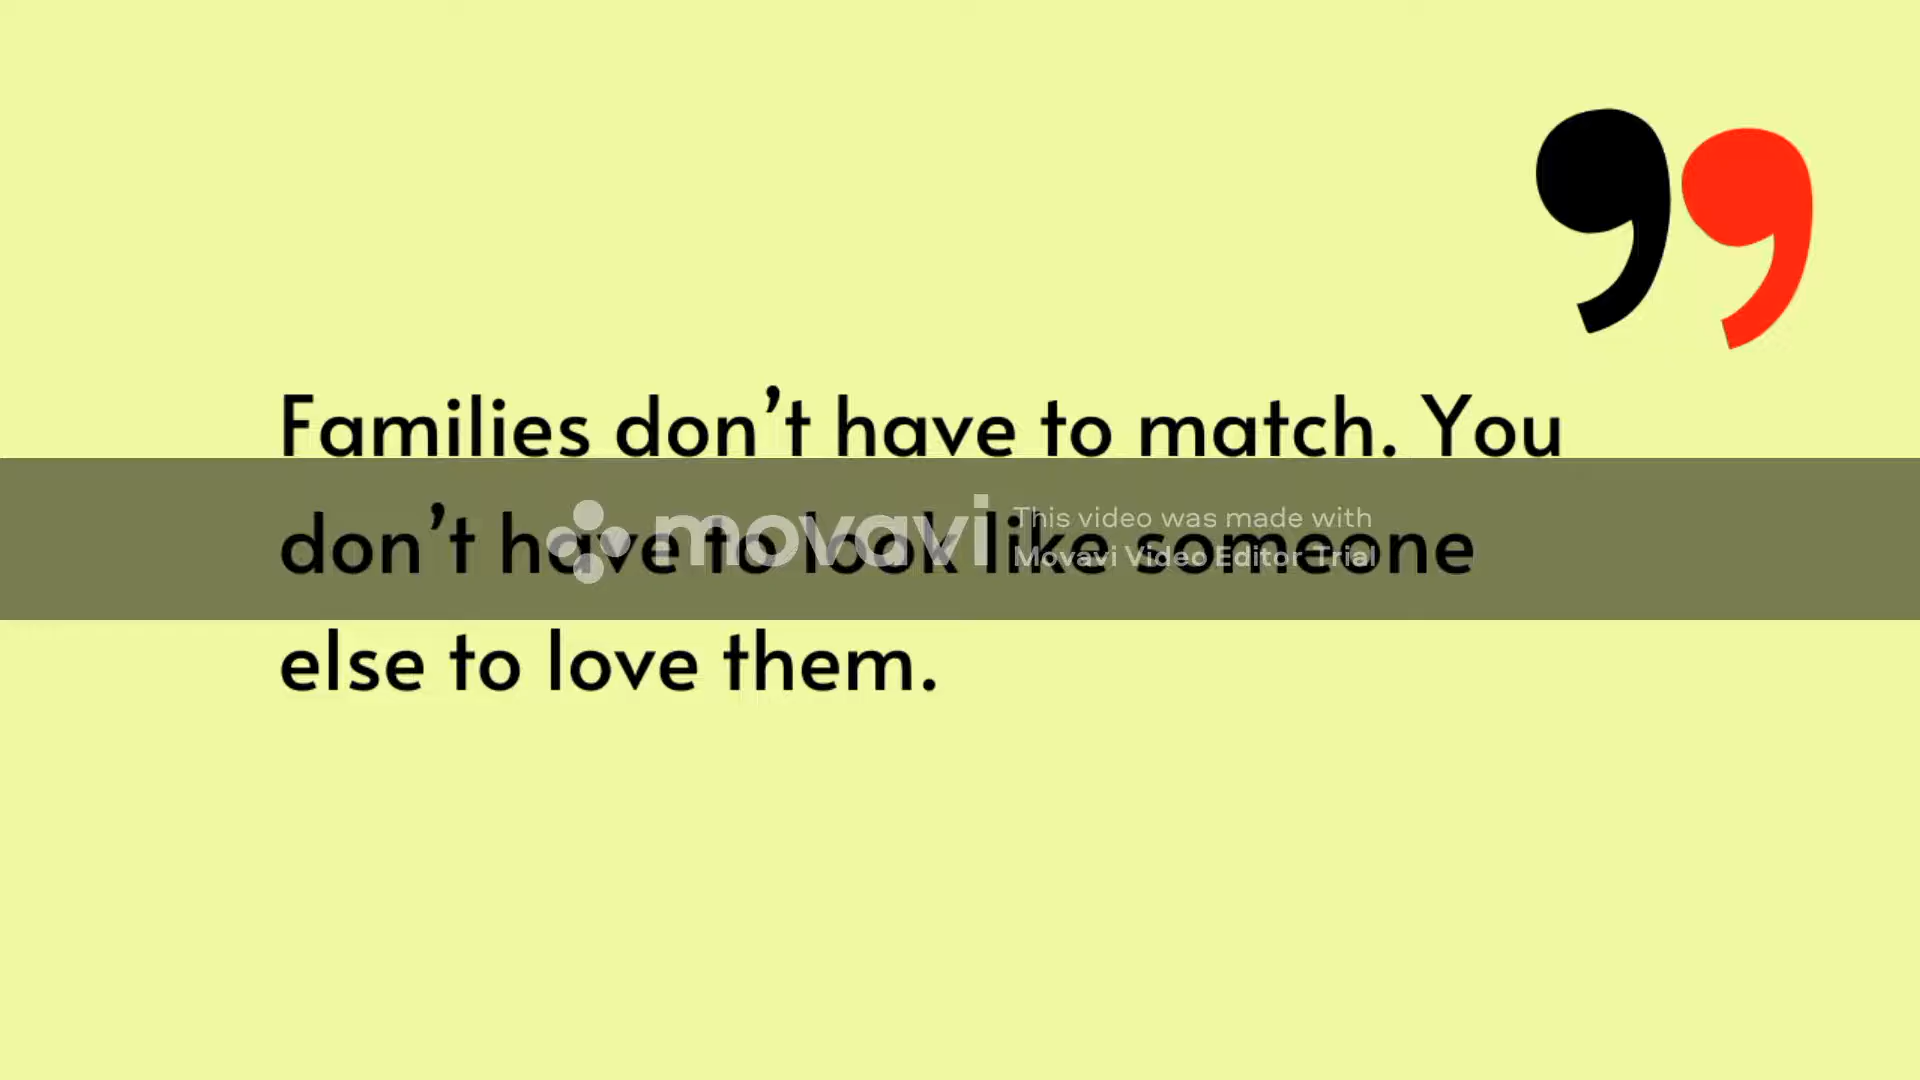 Families don’t have to match. You
don’t have to look like someone
else to love them.
movavi
This video was made with
Movavi Video Editor Trial